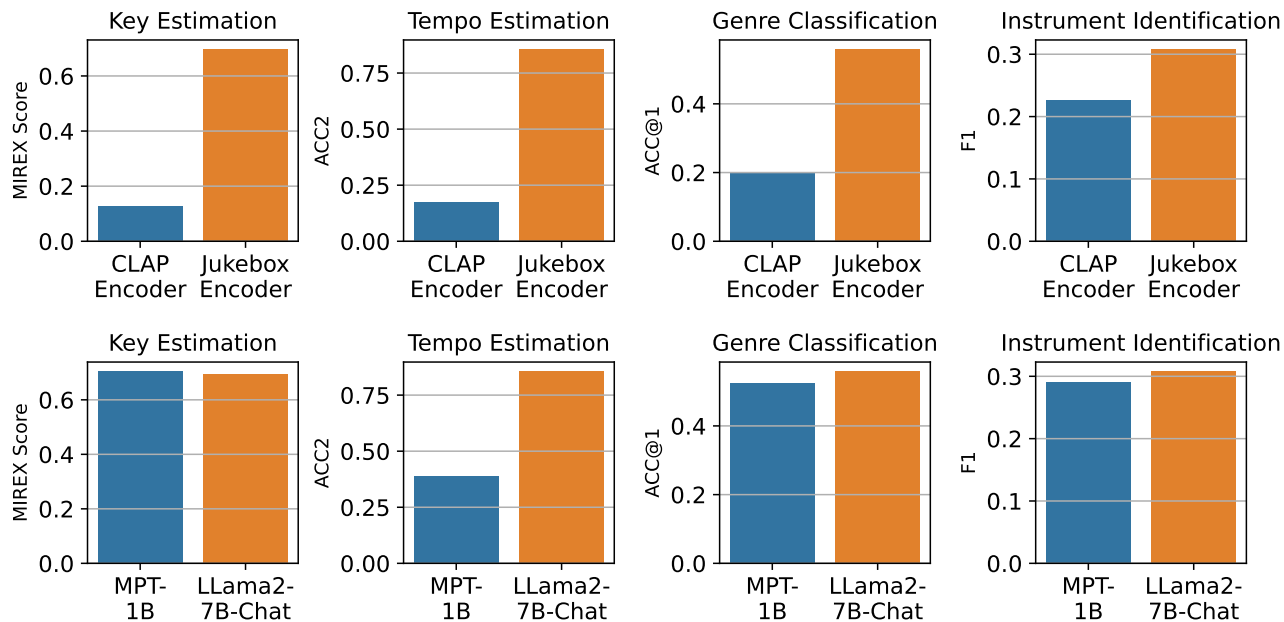 Key Estimation
MIREX Score
0.6
0.4
0.2
0.0
CLAP
Encoder
Jukebox
Encoder
Tempo Estimation
ACC2
0.75
0.50
0.25
0.00
CLAP
Encoder
Jukebox
Encoder
Genre Classification
ACC@1
0.4
0.2
0.0
CLAP
Encoder
Jukebox
Encoder
Instrument Identification
F1
0.3
0.2
0.1
0.0
CLAP
Encoder
Jukebox
Encoder
Key Estimation
MIREX Score
0.6
0.4
0.2
0.0
MPT-
1B
LLama2-
7B-Chat
Tempo Estimation
ACC2
0.75
0.50
0.25
0.00
MPT-
1B
LLama2-
7B-Chat
Genre Classification
ACC@1
0.4
0.2
0.0
MPT-
1B
LLama2-
7B-Chat
Instrument Identification
F1
0.3
0.2
0.1
0.0
MPT-
1B
LLama2-
7B-Chat